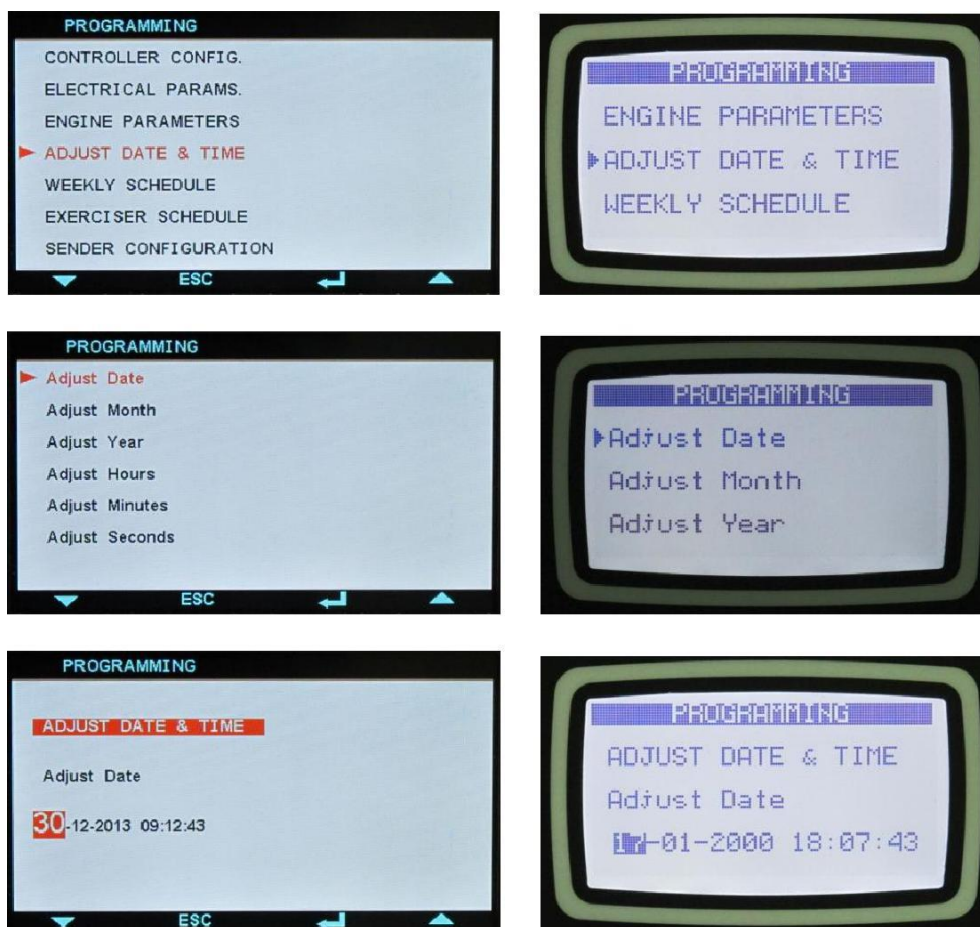 PROGRAMMING
CONTROLLER CONFIG.
ELECTRICAL PARAMS.
ENGINE PARAMETERS
ADJUST DATE & TIME
WEEKLY SCHEDULE
EXERCISER SCHEDULE
SENDER CONFIGURATION
ESC
PROGRAMMING
ENGINE PARAMETERS
ADJUST DATE & TIME
WEEKLY SCHEDULE
PROGRAMMING
Adjust Date
Adjust Month
Adjust Year
Adjust Hours
Adjust Minutes
Adjust Seconds
ESC
PROGRAMMING
Adjust Date
Adjust Month
Adjust Year
PROGRAMMING
ADJUST DATE & TIME
Adjust Date
30-12-2013 09:12:43
ESC
PROGRAMMING
ADJUST DATE & TIME
Adjust Date
-01-2000 18:07:43